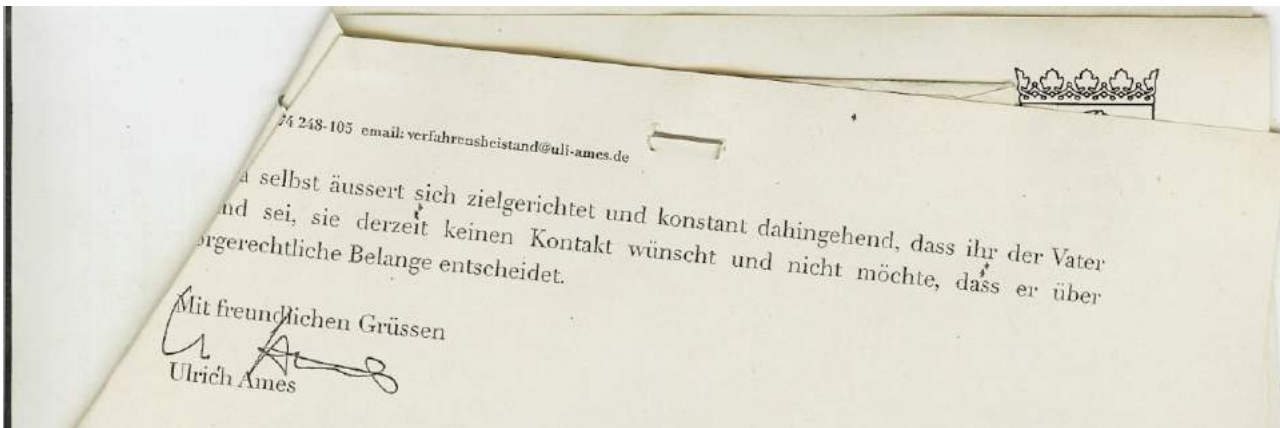 248-105 email: verfahrensbeistand@uli-ames.de
selbst äussert sich zielgerichtet und konstant dahingehend, dass ihr der Vater
sei, sie derzeit keinen Kontakt wünscht und nicht möchte, dass er über
Belange entscheidet.
Mit freundlichen Grüssen
Ulrich Ames